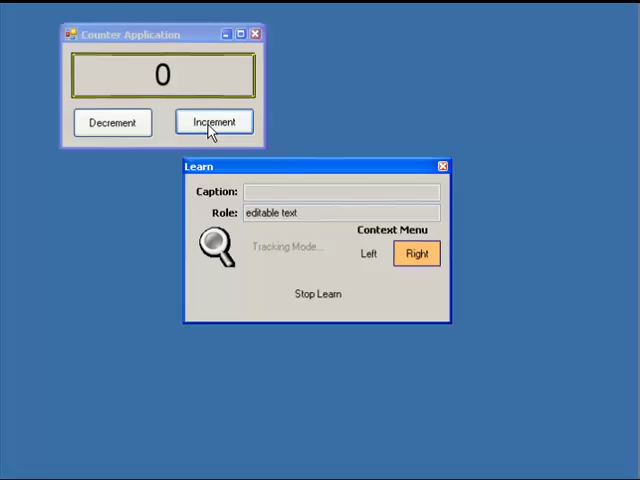 Counter Application
0
Decrement
Increment
Learn
Caption:
Role: editable text
Context Menu
Tracking Mode...
Left
Right
Stop Learn